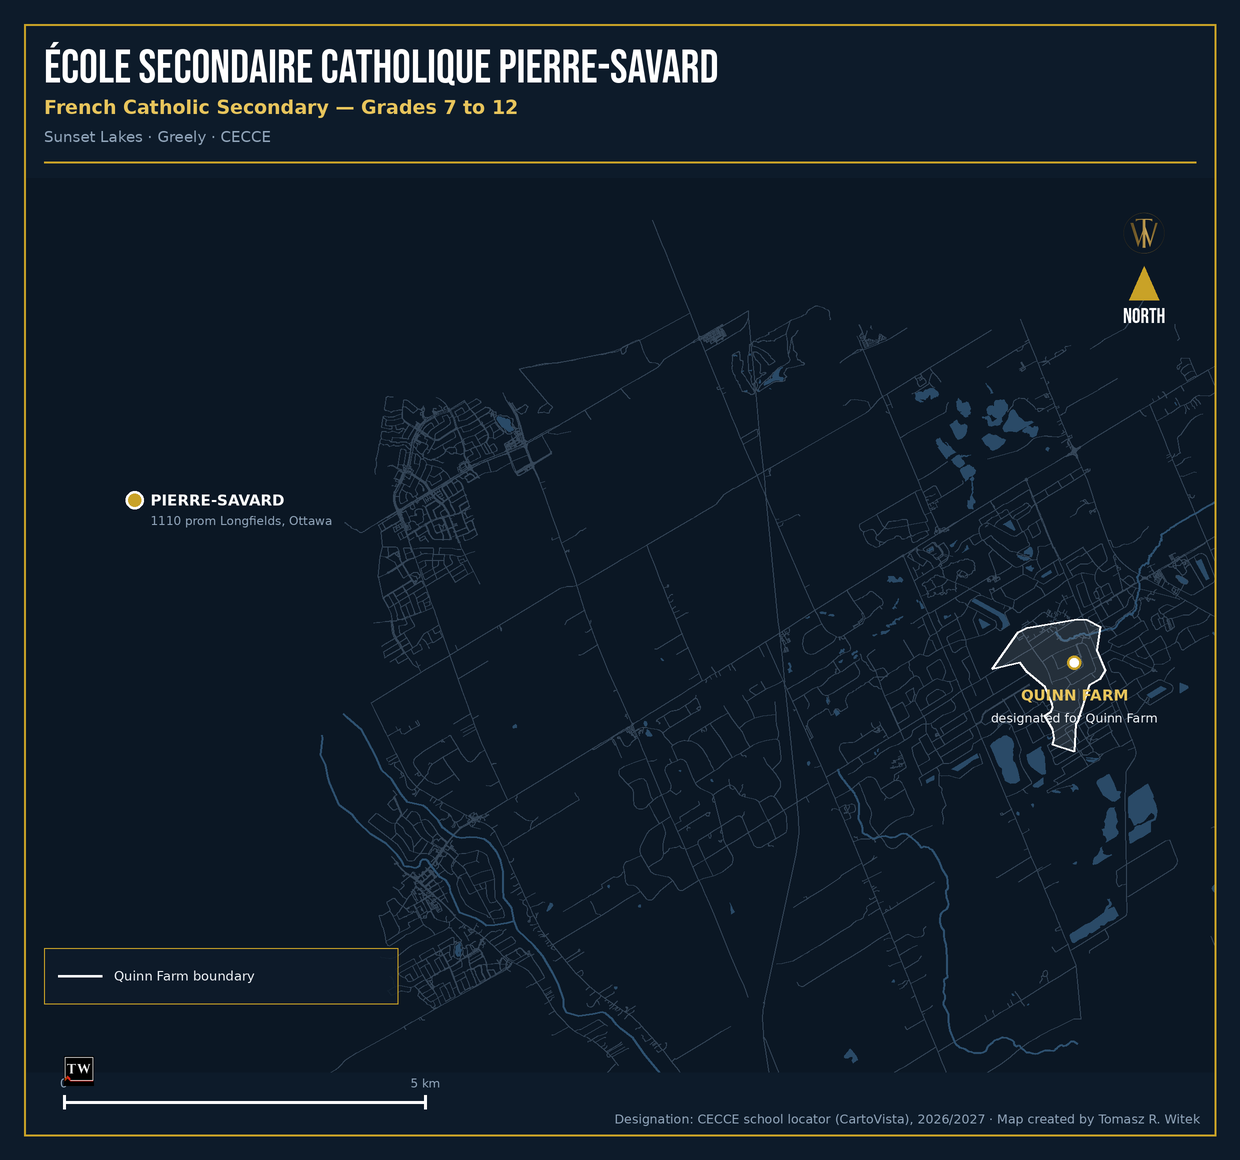 ÉCOLE SECONDAIRE CATHOLIQUE PIERRE-SAVARD
French Catholic Secondary — Grades 7 to 12
Sunset Lakes · Greely · CECCE
TW
NORTH
PIERRE-SAVARD
1110 prom Longfields, Ottawa
QUINN FARM
designated for Quinn Farm
Quinn Farm boundary
TW
0
5 km
Designation: CECCE school locator (CartoVista), 2026/2027 · Map created by Tomasz R. Witek